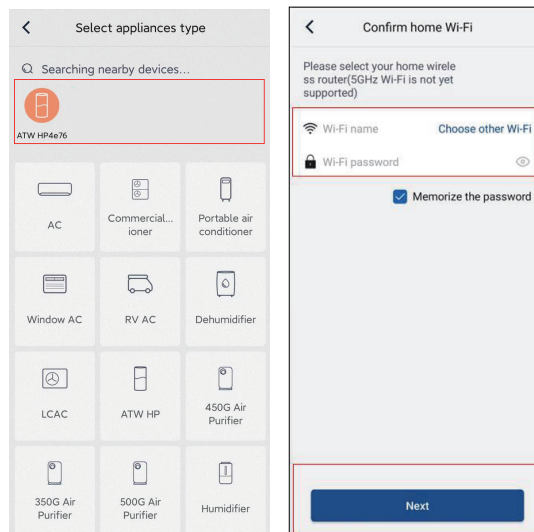 Select appliances type
Searching nearby devices...
ATW HP4e76
AC
Commercial...
ioner
Portable air
conditioner
Window AC
RV AC
Dehumidifier
LCAC
ATW HP
450G Air
Purifier
350G Air
Purifier
500G Air
Purifier
Humidifier
Confirm home Wi-Fi
Please select your home wirele
ss router(5GHz Wi-Fi is not yet
supported)
Wi-Fi name Choose other Wi-Fi
Wi-Fi password
Memorize the password
Next